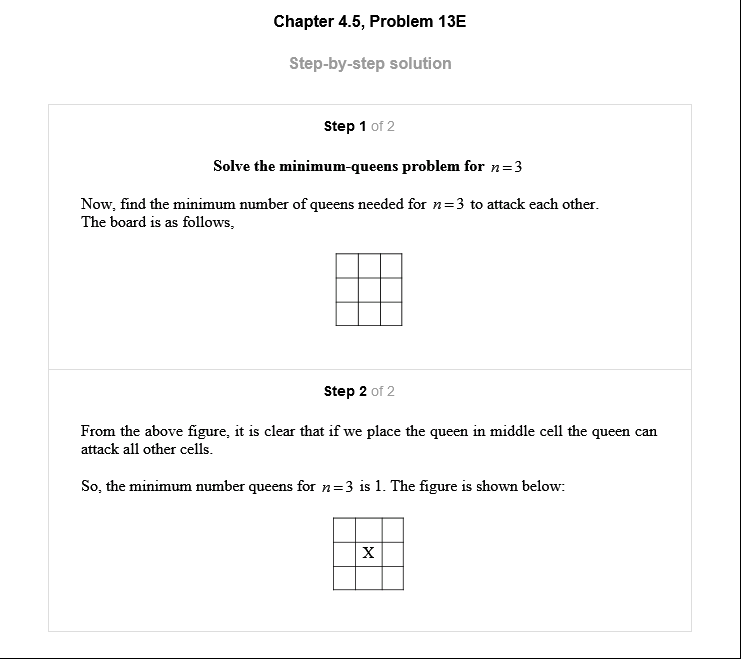 Chapter 4.5, Problem 13E
Step-by-step solution
Step 1 of 2
Solve the minimum-queens problem for n=3
Now, find the minimum number of queens needed for n=3 to attack each other.
The board is as follows,
Step 2 of 2
From the above figure, it is clear that if we place the queen in middle cell the queen can
attack all other cells.
So, the minimum number queens for n=3 is 1. The figure is shown below:
X